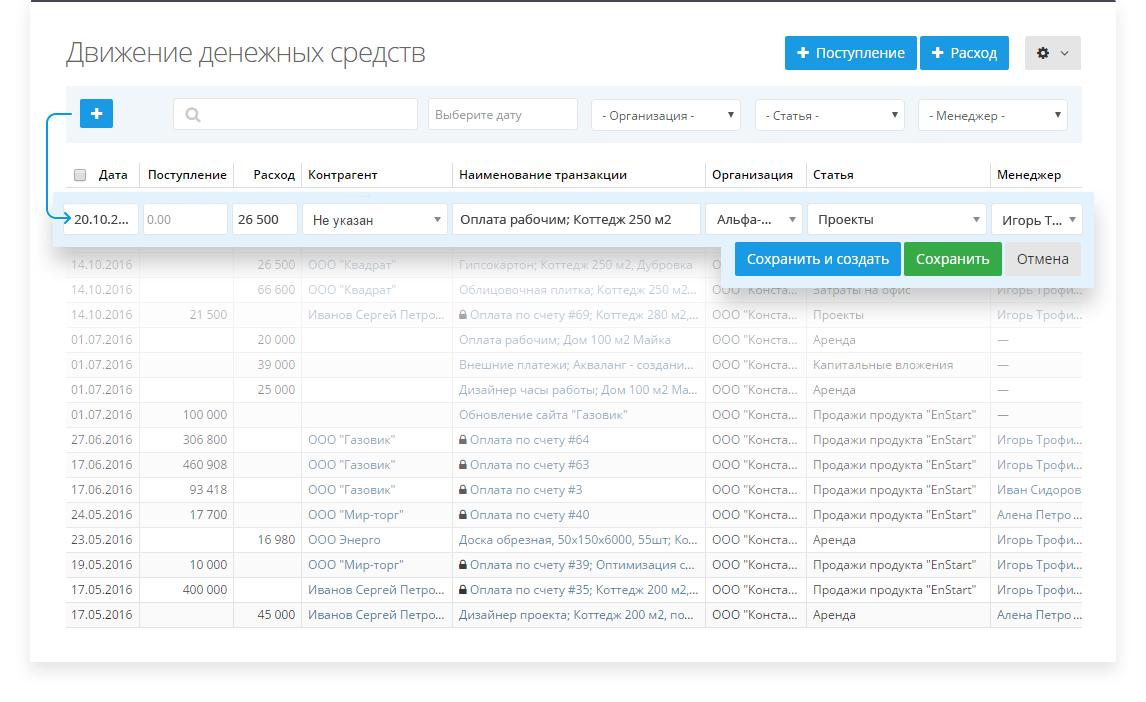 Движение денежных средств
+ Поступление + Расход
+ Выберите дату - Организация - - Статья - - Менеджер -
Дата Поступление Расход Контрагент Наименование транзакции Организация Статья Менеджер
20.10.2... 0.00 26 500 Не указан Оплата рабочим; Коттедж 250 м2 Альфа-... Проекты Игорь Т...
Сохранить и создать Сохранить Отмена
14.10.2016 26 500 ООО "Квадрат" Гипсокартон; Коттедж 250 м2, Дубровка
14.10.2016 66 600 ООО "Квадрат" Облицовочная плитка; Коттедж 250 м2... ООО "Конста... Затраты на офис Игорь Трофи...
14.10.2016 21 500 Иванов Сергей Петро... Оплата по счету #69; Коттедж 280 м2,... ООО "Конста... Проекты Игорь Трофи...
01.07.2016 20 000 Оплата рабочим; Дом 100 м2 Майка ООО "Конста... Аренда —
01.07.2016 39 000 Внешние платежи; Акваланг - создани... ООО "Конста... Капитальные вложения —
01.07.2016 25 000 Дизайнер часы работы; Дом 100 м2 Ма... ООО "Конста... Аренда —
01.07.2016 100 000 Обновление сайта "Газовик" ООО "Конста... Продажи продукта "EnStart" —
27.06.2016 306 800 ООО "Газовик" Оплата по счету #64 ООО "Конста... Продажи продукта "EnStart" Игорь Трофи...
17.06.2016 460 908 ООО "Газовик" Оплата по счету #63 ООО "Конста... Продажи продукта "EnStart" Игорь Трофи...
17.06.2016 93 418 ООО "Газовик" Оплата по счету #3 ООО "Конста... Продажи продукта "EnStart" Иван Сидоров
24.05.2016 17 700 ООО "Мир-торг" Оплата по счету #40 ООО "Конста... Продажи продукта "EnStart" Алена Петро...
23.05.2016 16 980 ООО Энерго Доска обрезная, 50х150х6000, 55шт; Ко... ООО "Конста... Аренда Игорь Трофи...
19.05.2016 10 000 ООО "Мир-торг" Оплата по счету #39; Оптимизация с... ООО "Конста... Продажи продукта "EnStart" Игорь Трофи...
17.05.2016 400 000 Иванов Сергей Петро... Оплата по счету #35; Коттедж 200 м2,... ООО "Конста... Продажи продукта "EnStart" Игорь Трофи...
17.05.2016 45 000 Иванов Сергей Петро... Дизайнер проекта; Коттедж 200 м2, по... ООО "Конста... Аренда Алена Петро...